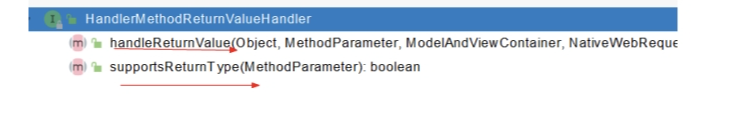 HandlerMethodReturnValueHandler
handleReturnValue(Object, MethodParameter, ModelAndViewContainer, NativeWebReque
supportsReturnType(MethodParameter): boolean